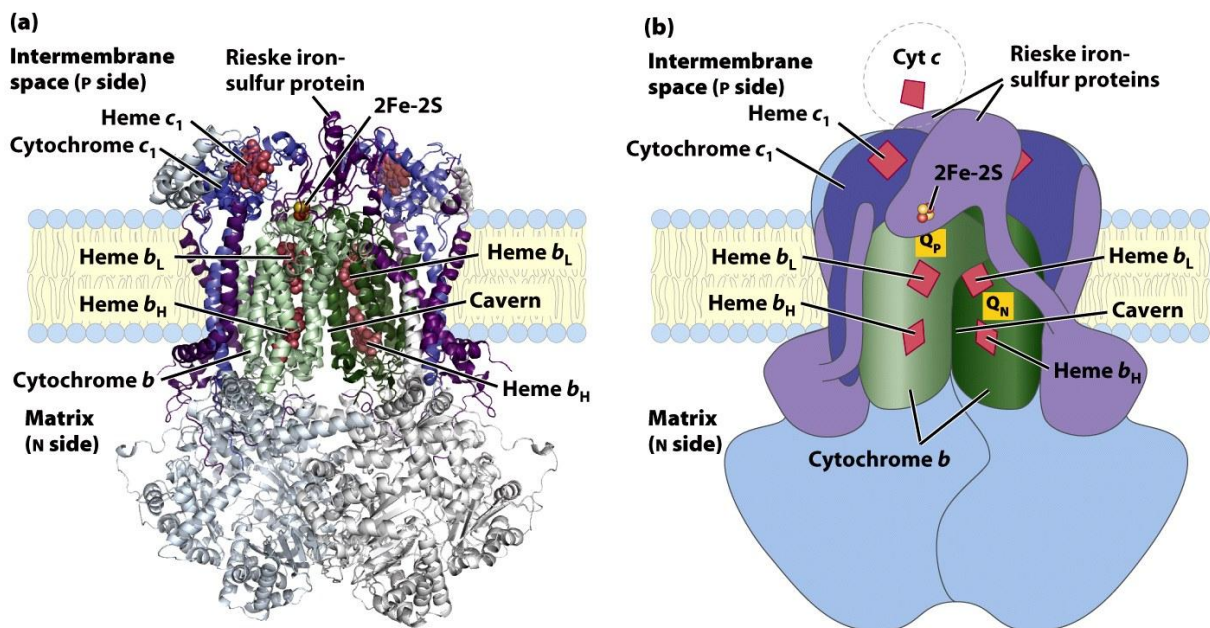 (a)
Intermembrane
space (P side)
Rieske iron-
sulfur protein
2Fe-2S
Heme c1
Cytochrome c1
Heme bL
Heme bL
Heme bH
Cavern
Cytochrome b
Heme bH
Matrix
(N side)
(b)
Intermembrane
space (P side)
Cyt c
Rieske iron-
sulfur proteins
Heme c1
Cytochrome c1
2Fe-2S
QP
Heme bL
Heme bL
QN
Heme bH
Cavern
Heme bH
Matrix
(N side)
Cytochrome b